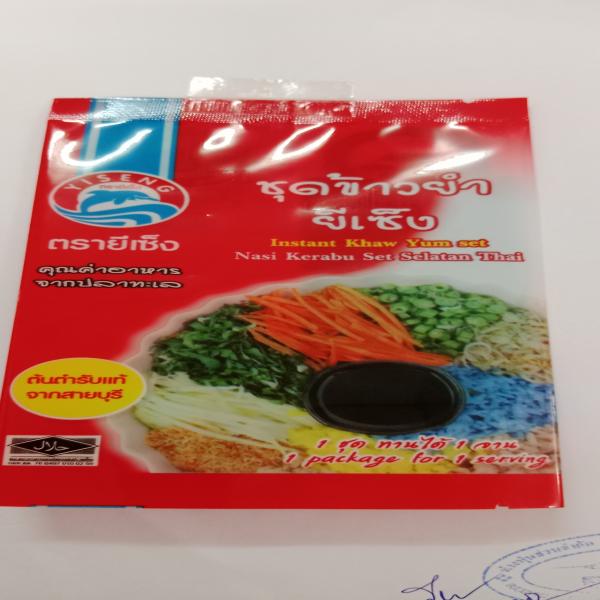 YISENG
ตรายีเซ็ง
คุณค่าอาหาร
จากปลาทะเล
ชุดข้าวยำ
ยีเซ็ง
Instant Khaw Yum set
Nasi Kerabu Set Selatan Thai
ต้นตำรับแท้
จากสายบุรี
حلال
1 ชุด ทานได้ 1 จาน
1 package for 1 serving